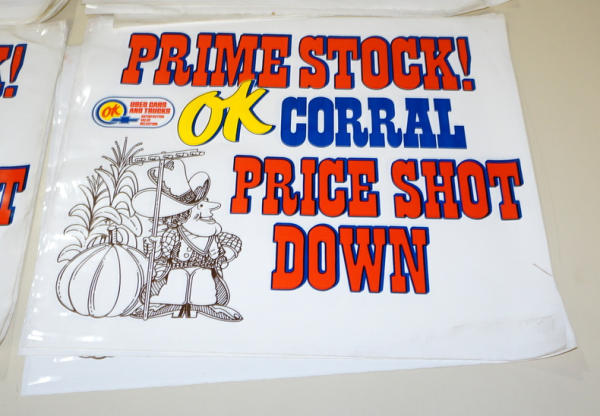 PRIME STOCK!
OK USED CARS
AND TRUCKS
OK CORRAL
PRICE SHOT
DOWN